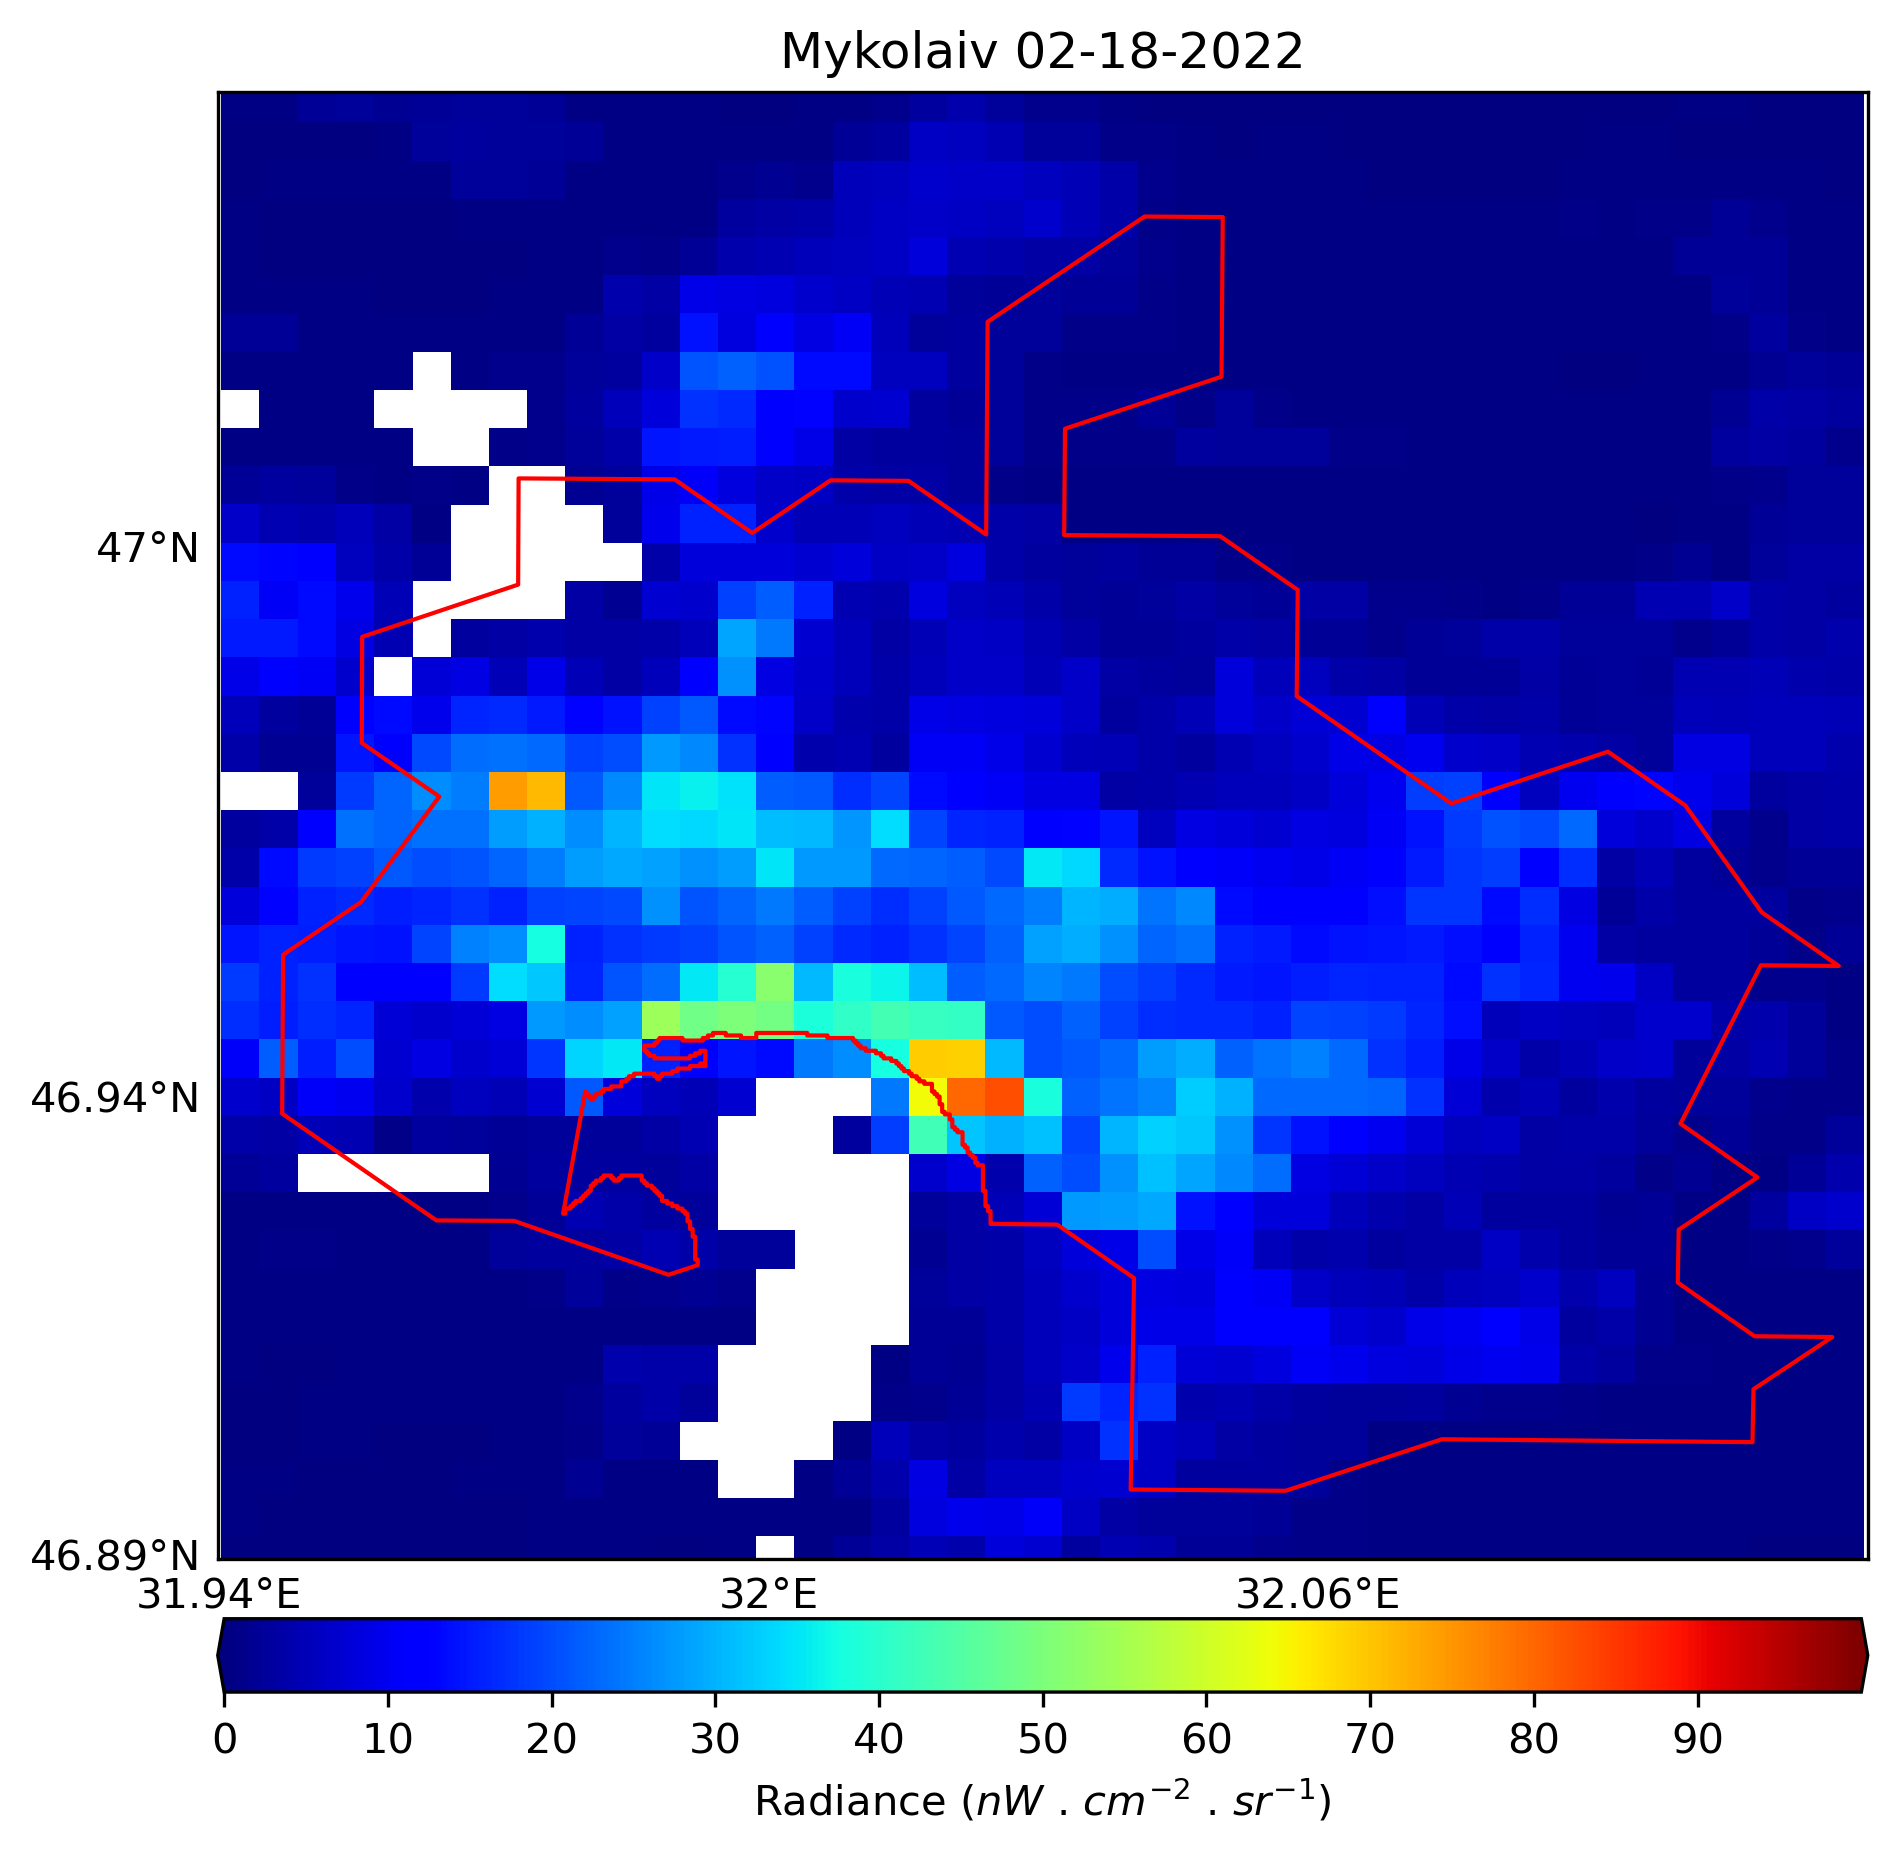 Mykolaiv 02-18-2022
47°N
46.94°N
46.89°N
31.94°E 32°E 32.06°E
0 10 20 30 40 50 60 70 80 90
Radiance (nW . cm⁻² . sr⁻¹)